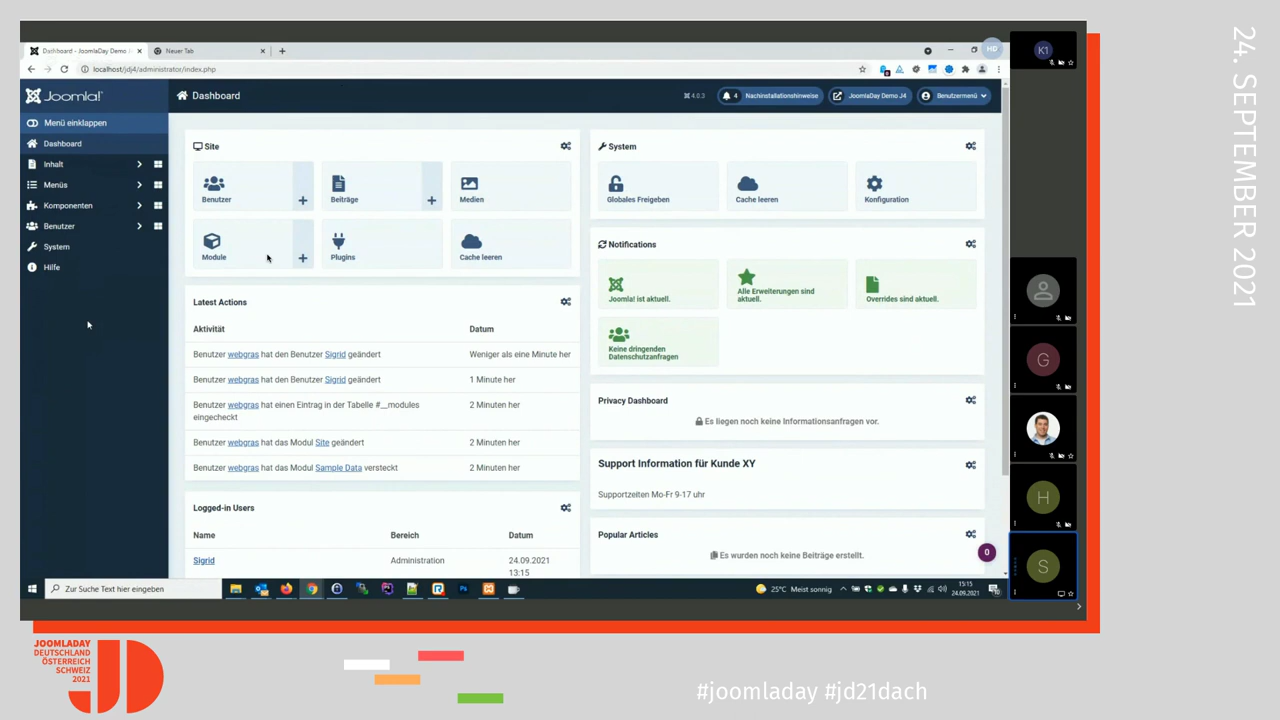 Dashboard - JoomlaDay Demo J
Neuer Tab
HD
K1
localhost/jdj4/administrator/index.php
Joomla!
Dashboard
4.0.3
4
Nachinstallationshinweise
JoomlaDay Demo J4
Benutzermenü
Menü einklappen
Dashboard
Inhalt
Menüs
Komponenten
Benutzer
System
Hilfe
Site
Benutzer
Beiträge
Medien
Module
Plugins
Cache leeren
System
Globales Freigeben
Cache leeren
Konfiguration
Notifications
Joomla! ist aktuell.
Alle Erweiterungen sind
aktuell.
Overrides sind aktuell.
Keine dringenden
Datenschutzanfragen
Latest Actions
Aktivität
Datum
Benutzer webgras hat den Benutzer Sigrid geändert
Weniger als eine Minute her
Benutzer webgras hat den Benutzer Sigrid geändert
1 Minute her
Benutzer webgras hat einen Eintrag in der Tabelle #__modules
eingecheckt
2 Minuten her
Benutzer webgras hat das Modul Site geändert
2 Minuten her
Benutzer webgras hat das Modul Sample Data versteckt
2 Minuten her
Privacy Dashboard
Es liegen noch keine Informationsanfragen vor.
Support Information für Kunde XY
Supportzeiten Mo-Fr 9-17 uhr
Logged-in Users
Name
Bereich
Datum
Sigrid
Administration
24.09.2021
13:15
Popular Articles
Es wurden noch keine Beiträge erstellt.
0
G
H
S
Zur Suche Text hier eingeben
25°C Meist sonnig
15:15
24.09.2021
24. SEPTEMBER 2021
JOOMLADAY
DEUTSCHLAND
ÖSTERREICH
SCHWEIZ
2021
JD
#joomladay #jd21dach